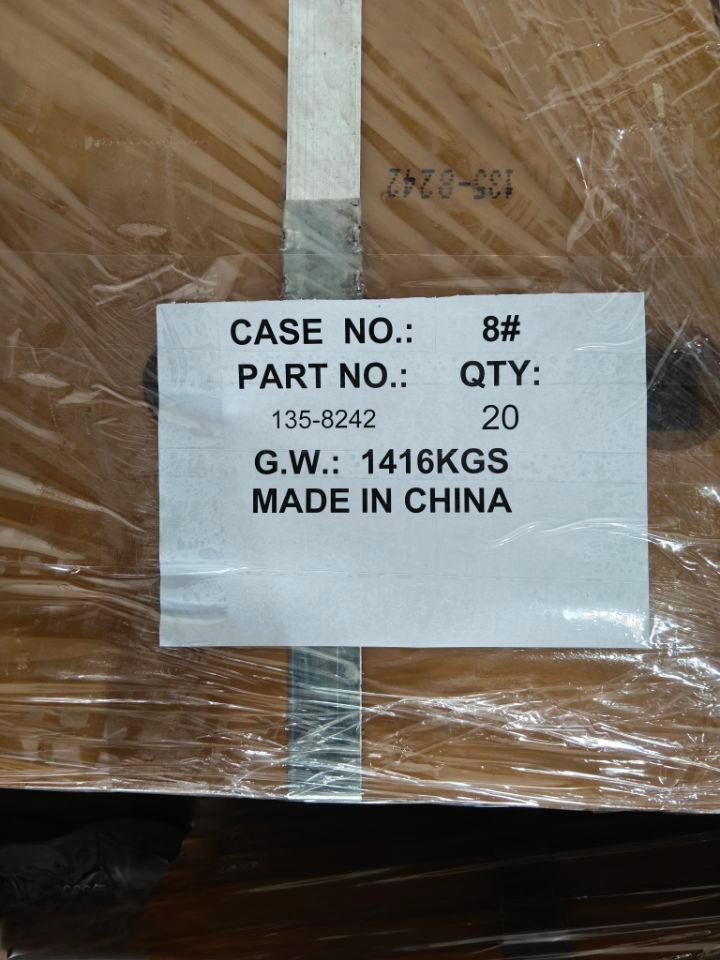 135-8242
CASE NO.: 8#
PART NO.: QTY:
135-8242 20
G.W.: 1416KGS
MADE IN CHINA